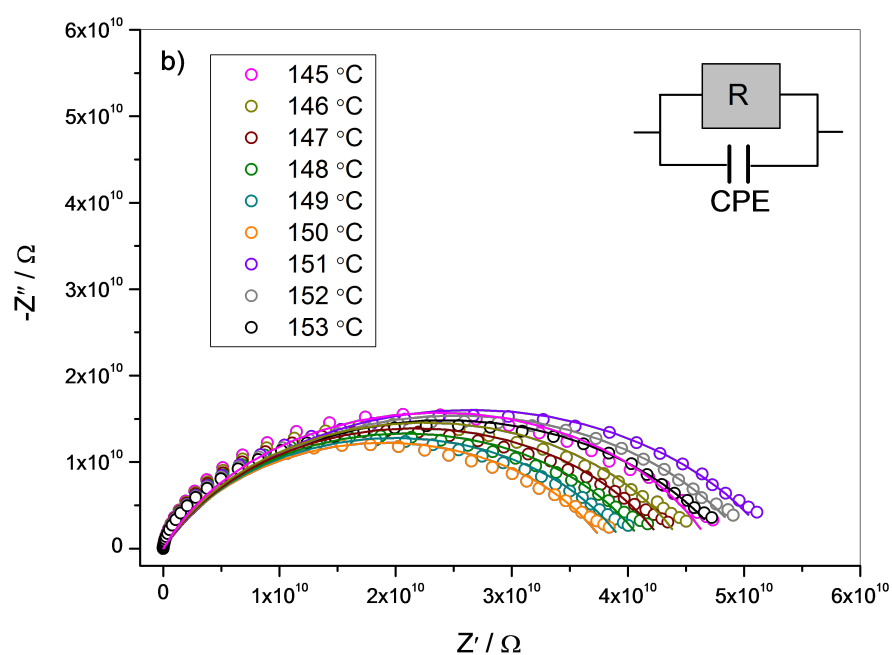 b)
145 °C
146 °C
147 °C
148 °C
149 °C
150 °C
151 °C
152 °C
153 °C
R
CPE
6x10¹⁰
5x10¹⁰
4x10¹⁰
3x10¹⁰
2x10¹⁰
1x10¹⁰
0
-Z″ / Ω
0
1x10¹⁰
2x10¹⁰
3x10¹⁰
4x10¹⁰
5x10¹⁰
6x10¹⁰
Z′ / Ω